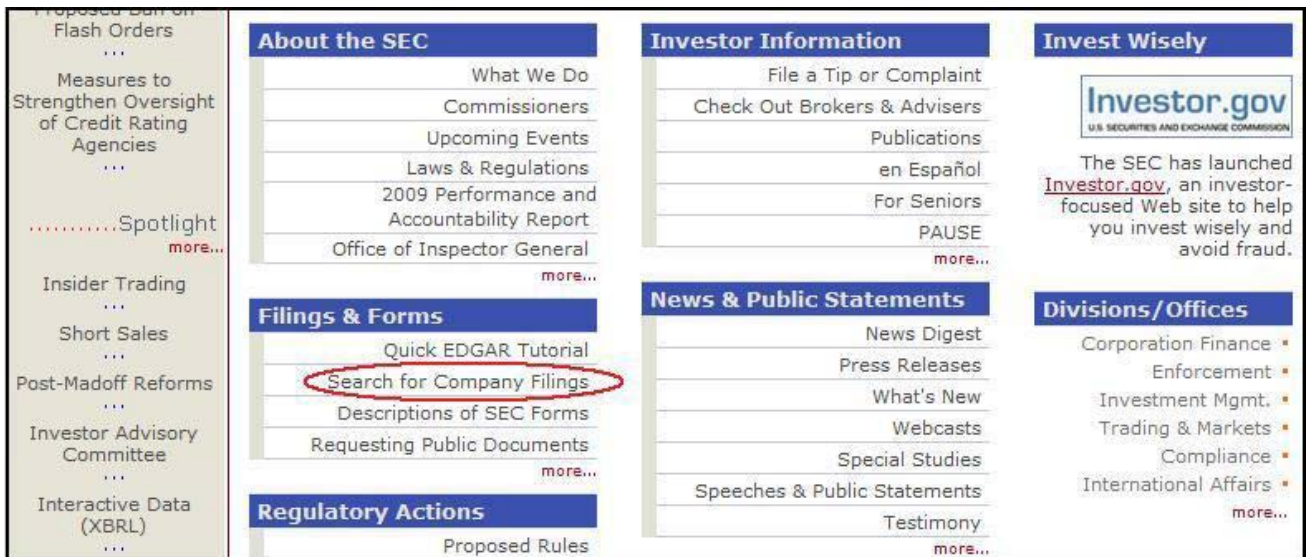 Proposed Ban on
Flash Orders
...
Measures to
Strengthen Oversight
of Credit Rating
Agencies
...
...........Spotlight
more...
Insider Trading
...
Short Sales
...
Post-Madoff Reforms
...
Investor Advisory
Committee
...
Interactive Data
(XBRL)
...
About the SEC
What We Do
Commissioners
Upcoming Events
Laws & Regulations
2009 Performance and
Accountability Report
Office of Inspector General
more...
Filings & Forms
Quick EDGAR Tutorial
Search for Company Filings
Descriptions of SEC Forms
Requesting Public Documents
more...
Regulatory Actions
Proposed Rules
Investor Information
File a Tip or Complaint
Check Out Brokers & Advisers
Publications
en Español
For Seniors
PAUSE
more...
News & Public Statements
News Digest
Press Releases
What's New
Webcasts
Special Studies
Speeches & Public Statements
Testimony
more...
Invest Wisely
Investor.gov
U.S. SECURITIES AND EXCHANGE COMMISSION
The SEC has launched
Investor.gov, an investor-
focused Web site to help
you invest wisely and
avoid fraud.
Divisions/Offices
Corporation Finance
Enforcement
Investment Mgmt.
Trading & Markets
Compliance
International Affairs
more...